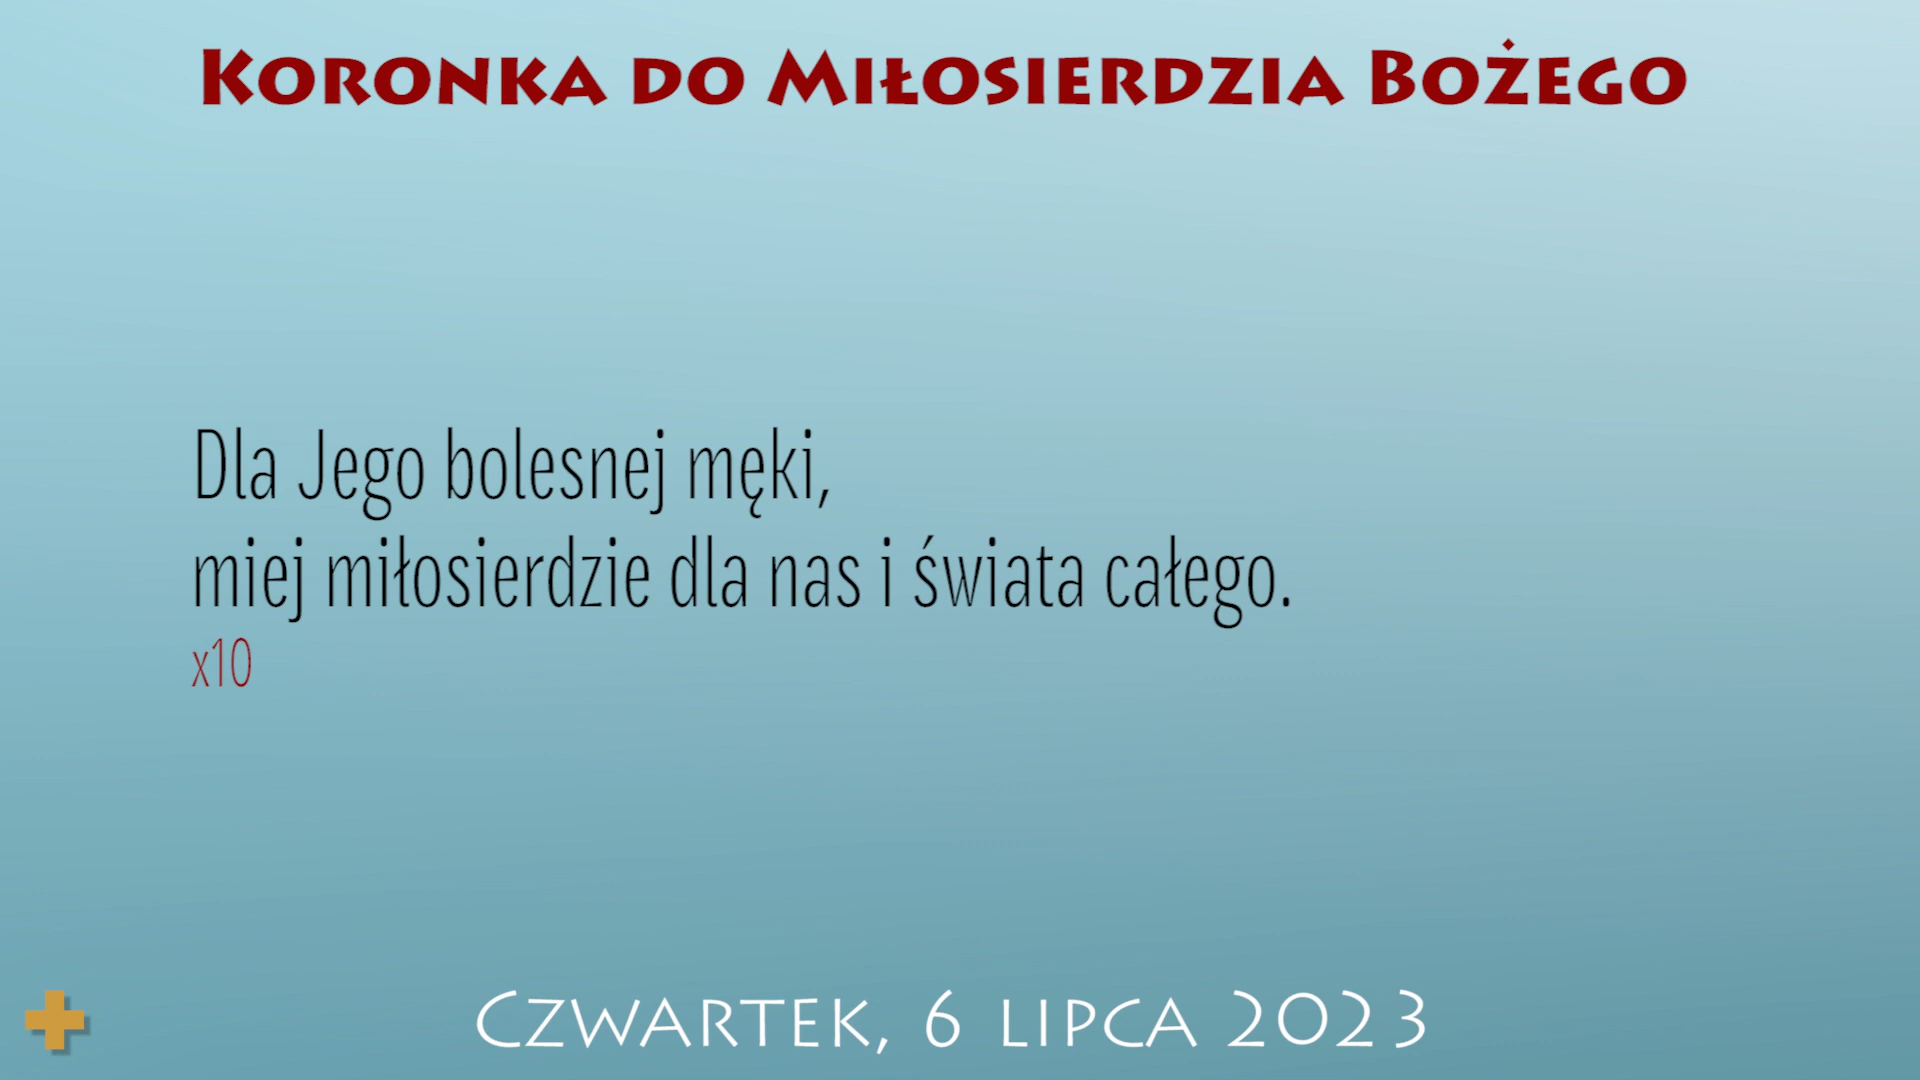 Koronka do Miłosierdzia Bożego
Dla Jego bolesnej męki,
miej miłosierdzie dla nas i świata całego.
x10
Czwartek, 6 lipca 2023